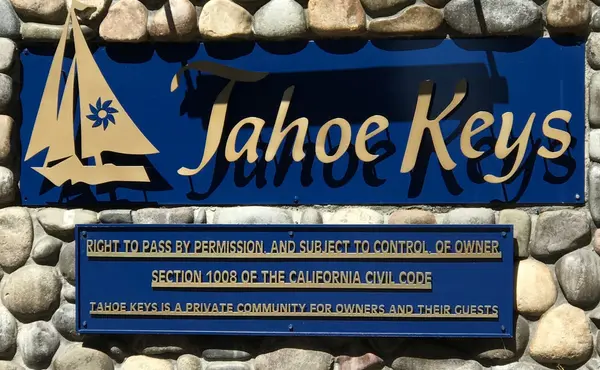 Tahoe Keys
RIGHT TO PASS BY PERMISSION, AND SUBJECT TO CONTROL, OF OWNER
SECTION 1008 OF THE CALIFORNIA CIVIL CODE
TAHOE KEYS IS A PRIVATE COMMUNITY FOR OWNERS AND THEIR GUESTS